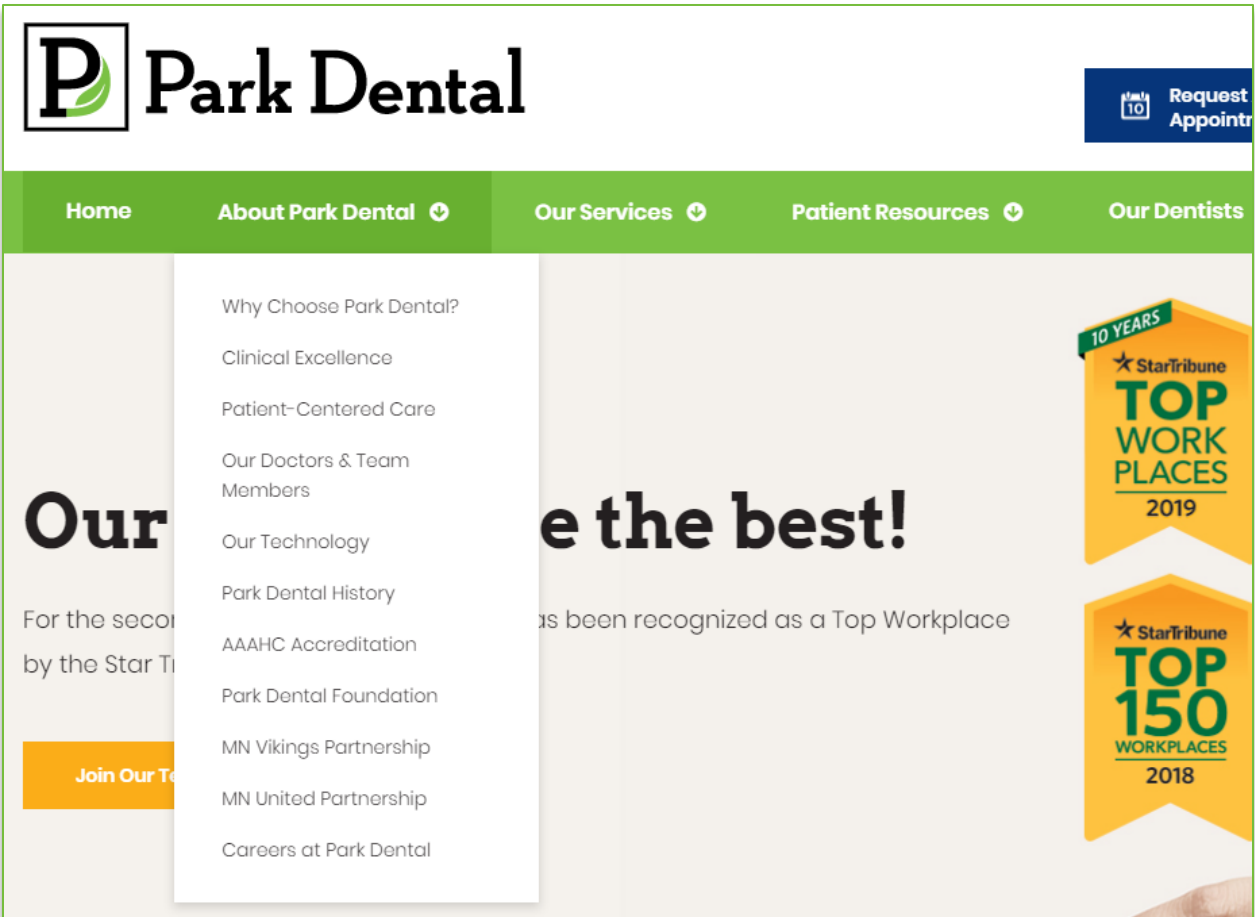 P Park Dental
10 Request
Appointr
Home About Park Dental Our Services Patient Resources Our Dentists
Why Choose Park Dental?
Clinical Excellence
Patient-Centered Care
Our Doctors & Team
Members
Our Technology
Park Dental History
AAAHC Accreditation
Park Dental Foundation
MN Vikings Partnership
MN United Partnership
Careers at Park Dental
Our e the best!
For the secon as been recognized as a Top Workplace
by the Star Tr
Join Our Te
10 YEARS
StarTribune
TOP
WORK
PLACES
2019
StarTribune
TOP
150
WORKPLACES
2018